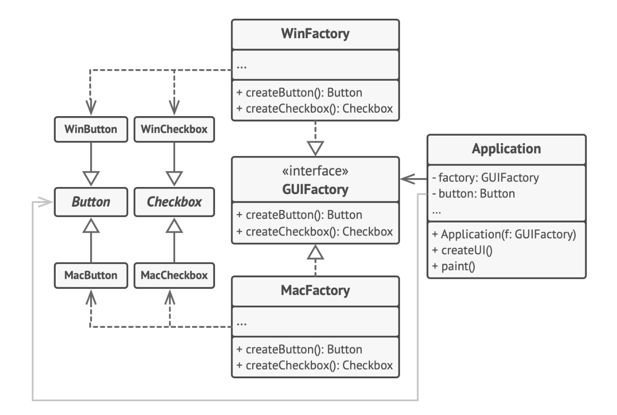 WinFactory
...
+ createButton(): Button
+ createCheckbox(): Checkbox
WinButton
WinCheckbox
Button
Checkbox
MacButton
MacCheckbox
«interface»
GUIFactory
+ createButton(): Button
+ createCheckbox(): Checkbox
Application
- factory: GUIFactory
- button: Button
...
+ Application(f: GUIFactory)
+ createUI()
+ paint()
MacFactory
...
+ createButton(): Button
+ createCheckbox(): Checkbox